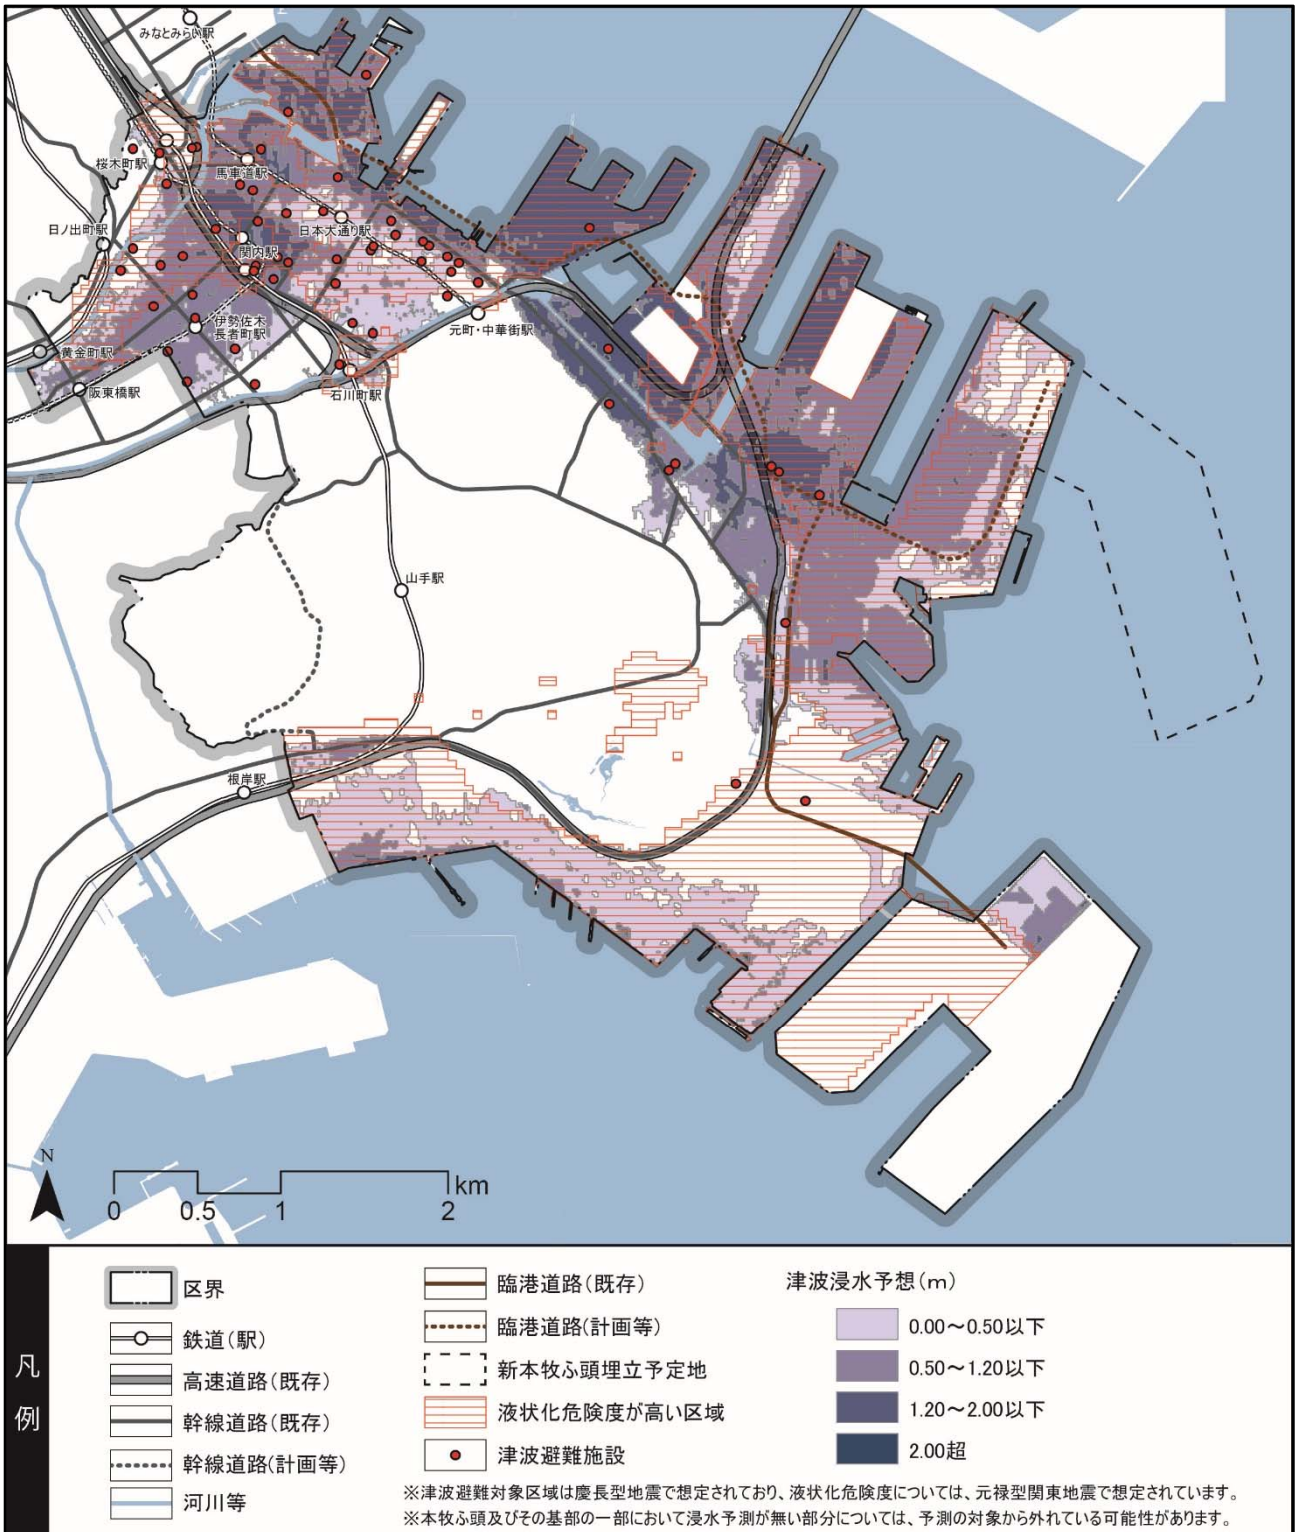 みなとみらい駅
桜木町駅
馬車道駅
日ノ出町駅
日本大通り駅
関内駅
伊勢佐木
長者町駅
元町・中華街駅
黄金町駅
阪東橋駅
石川町駅
山手駅
根岸駅
N
km
0 0.5 1 2
凡例
区界
鉄道(駅)
高速道路(既存)
幹線道路(既存)
幹線道路(計画等)
河川等
臨港道路(既存)
臨港道路(計画等)
新本牧ふ頭埋立予定地
液状化危険度が高い区域
津波避難施設
津波浸水予想(m)
0.00~0.50以下
0.50~1.20以下
1.20~2.00以下
2.00超
※津波避難対象区域は慶長型地震で想定されており、液状化危険度については、元禄型関東地震で想定されています。
※本牧ふ頭及びその基部の一部において浸水予測が無い部分については、予測の対象から外れている可能性があります。